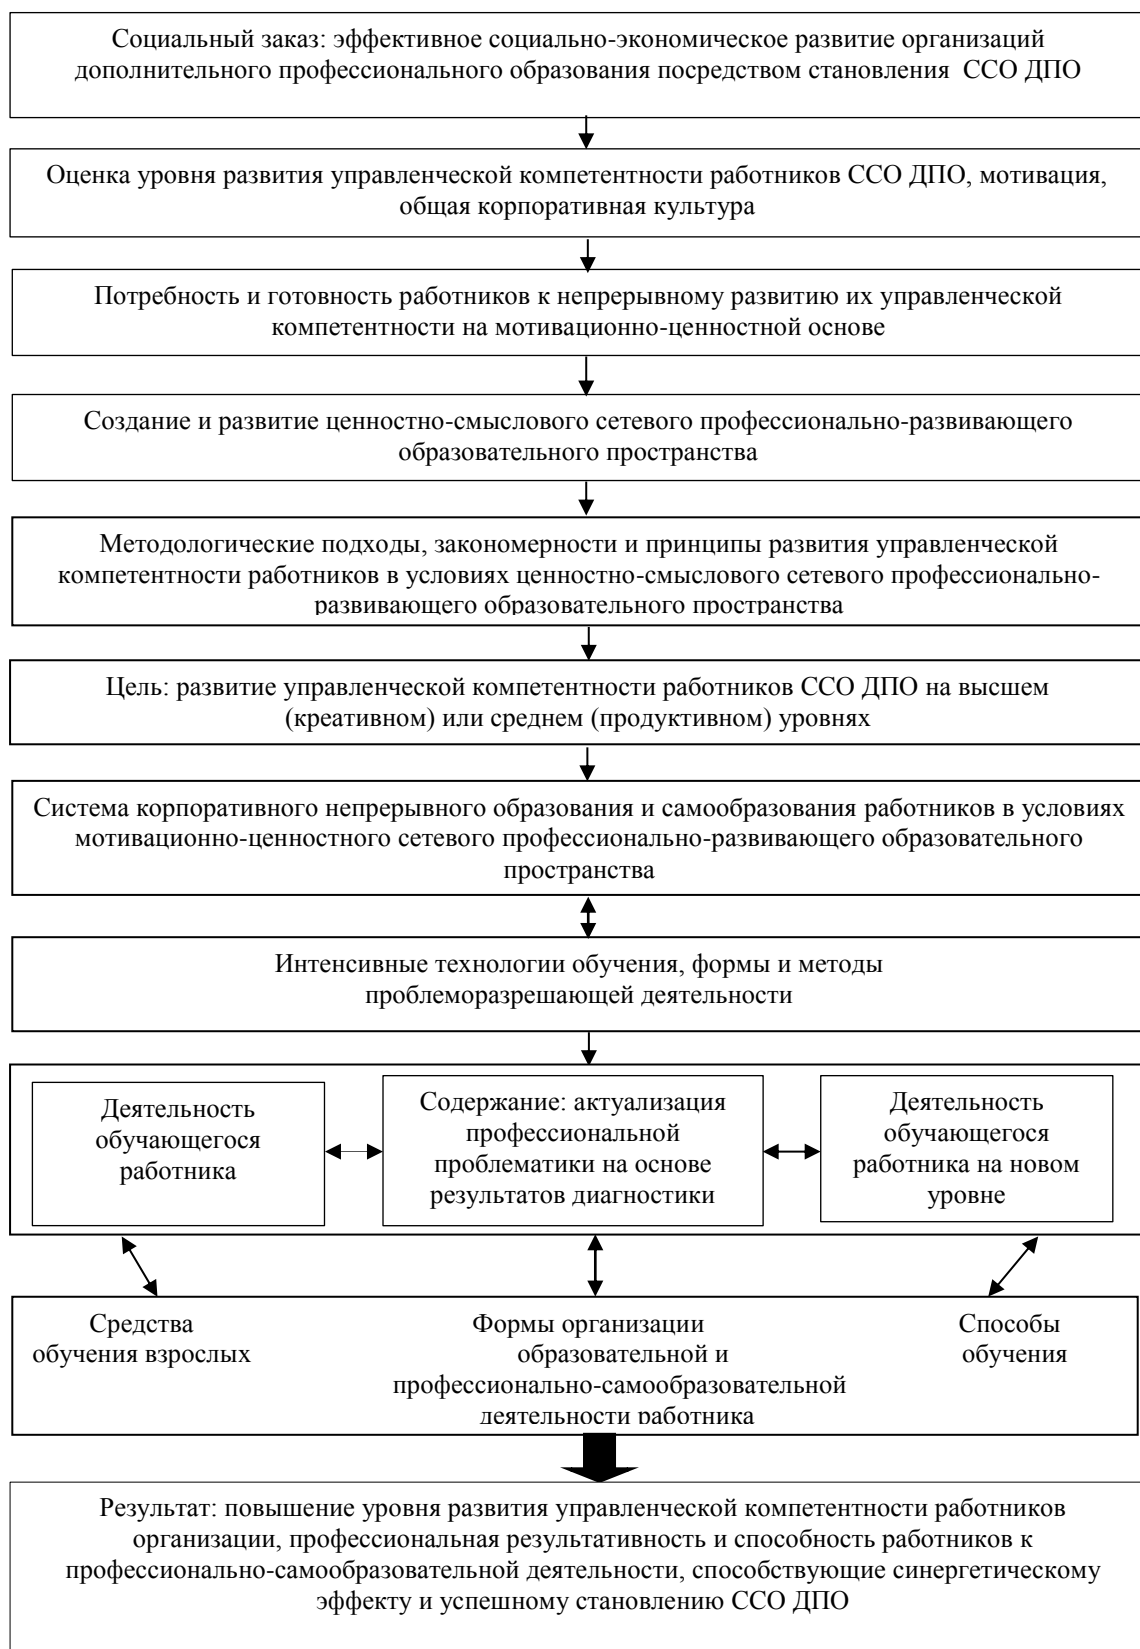 Социальный заказ: эффективное социально-экономическое развитие организаций
дополнительного профессионального образования посредством становления ССО ДПО
Оценка уровня развития управленческой компетентности работников ССО ДПО, мотивация,
общая корпоративная культура
Потребность и готовность работников к непрерывному развитию их управленческой
компетентности на мотивационно-ценностной основе
Создание и развитие ценностно-смыслового сетевого профессионально-развивающего
образовательного пространства
Методологические подходы, закономерности и принципы развития управленческой
компетентности работников в условиях ценностно-смыслового сетевого профессионально-
развивающего образовательного пространства
Цель: развитие управленческой компетентности работников ССО ДПО на высшем
(креативном) или среднем (продуктивном) уровнях
Система корпоративного непрерывного образования и самообразования работников в условиях
мотивационно-ценностного сетевого профессионально-развивающего образовательного
пространства
Интенсивные технологии обучения, формы и методы
проблеморазрешающей деятельности
Деятельность
обучающегося
работника
Содержание: актуализация
профессиональной
проблематики на основе
результатов диагностики
Деятельность
обучающегося
работника на новом
уровне
Средства
обучения взрослых
Формы организации
образовательной и
профессионально-самообразовательной
деятельности работника
Способы
обучения
Результат: повышение уровня развития управленческой компетентности работников
организации, профессиональная результативность и способность работников к
профессионально-самообразовательной деятельности, способствующие синергетическому
эффекту и успешному становлению ССО ДПО